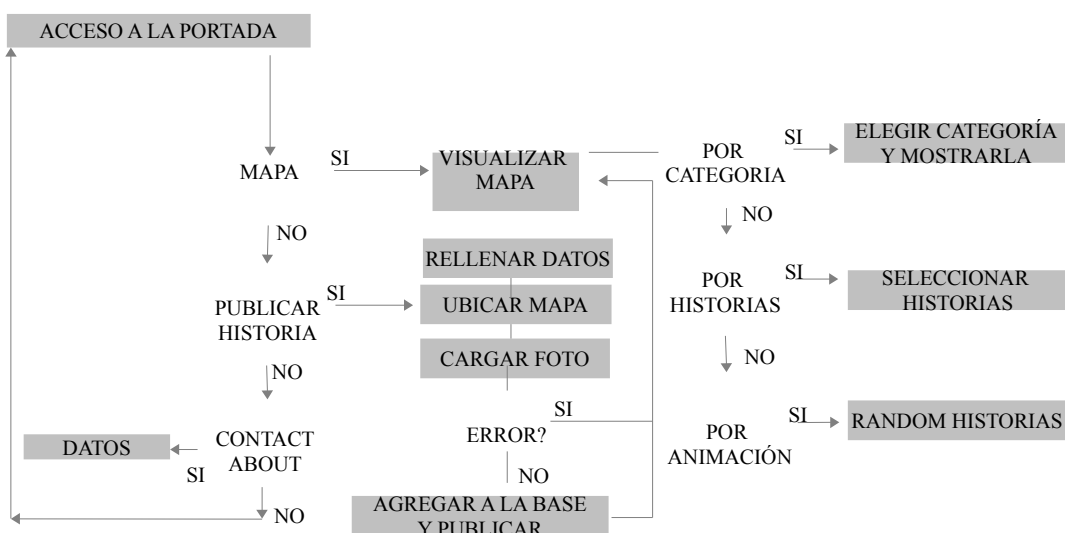 ACCESO A LA PORTADA
MAPA
SI
VISUALIZAR
MAPA
POR
CATEGORIA
SI
ELEGIR CATEGORÍA
Y MOSTRARLA
NO
NO
RELLENAR DATOS
PUBLICAR
HISTORIA
SI
UBICAR MAPA
POR
HISTORIAS
SI
SELECCIONAR
HISTORIAS
CARGAR FOTO
NO
NO
DATOS
SI
CONTACT
ABOUT
ERROR?
SI
POR
ANIMACIÓN
SI
RANDOM HISTORIAS
NO
NO
AGREGAR A LA BASE
Y PUBLICAR